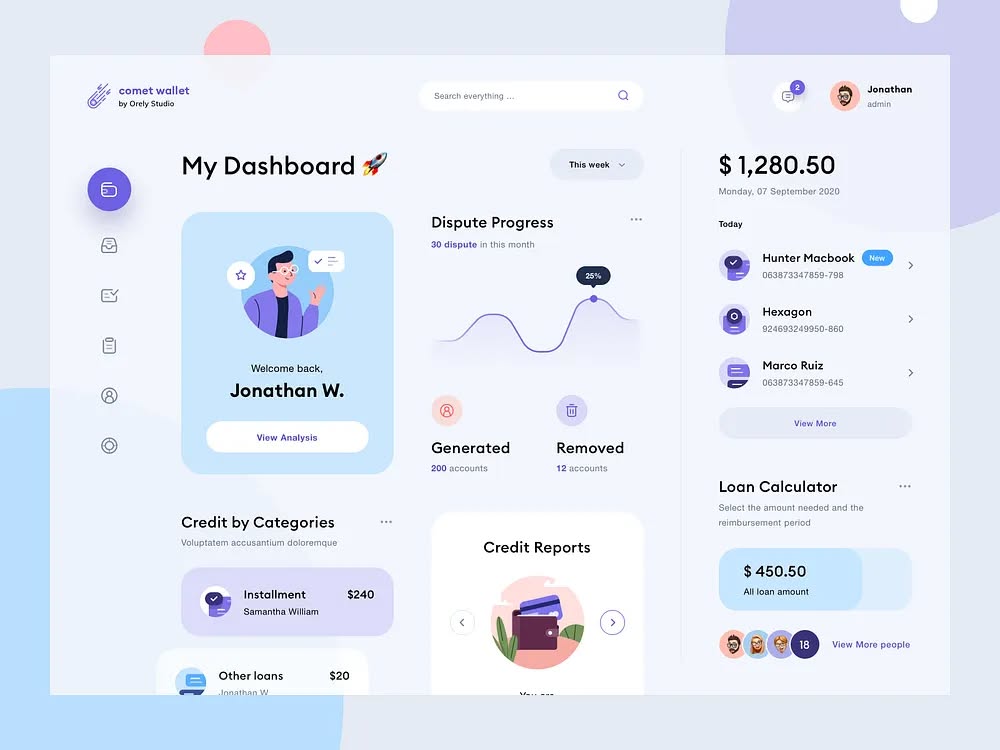 comet wallet
by Orely Studio
Search everything ...
2
Jonathan
admin
My Dashboard
This week
Welcome back,
Jonathan W.
View Analysis
Dispute Progress
30 dispute in this month
25%
Generated
200 accounts
Removed
12 accounts
Credit by Categories
Voluptatem accusantium doloremque
Installment
$240
Samantha William
Other loans
$20
Jonathan W
Credit Reports
You are
$ 1,280.50
Monday, 07 September 2020
Today
Hunter Macbook
New
063873347859-798
Hexagon
924693249950-860
Marco Ruiz
063873347859-645
View More
Loan Calculator
Select the amount needed and the
reimbursement period
$ 450.50
All loan amount
18
View More people